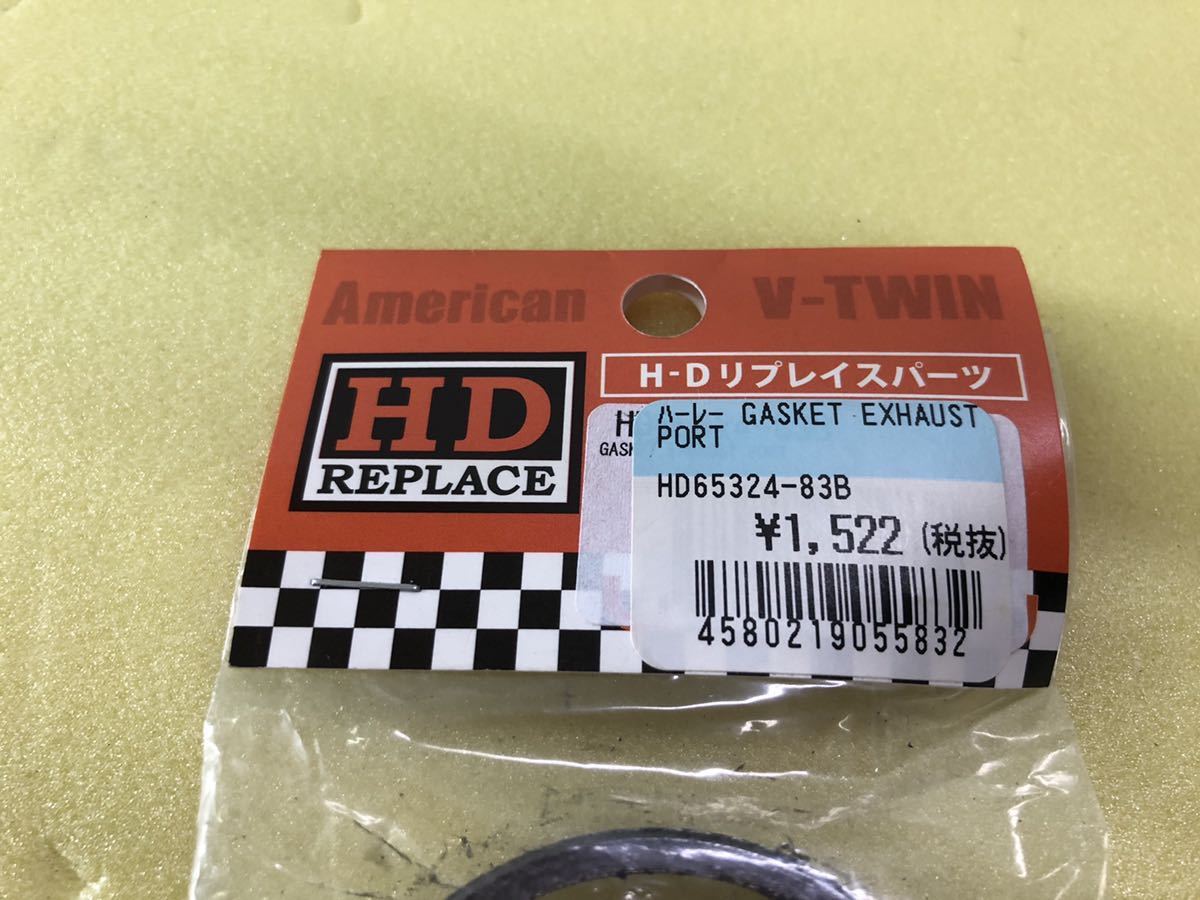 American V-TWIN
HD
REPLACE
H-Dリプレイスパーツ
H
GASK
ﾊｰﾚｰ GASKET EXHAUST
PORT
HD65324-83B
¥1,522 (税抜)
4580219055832